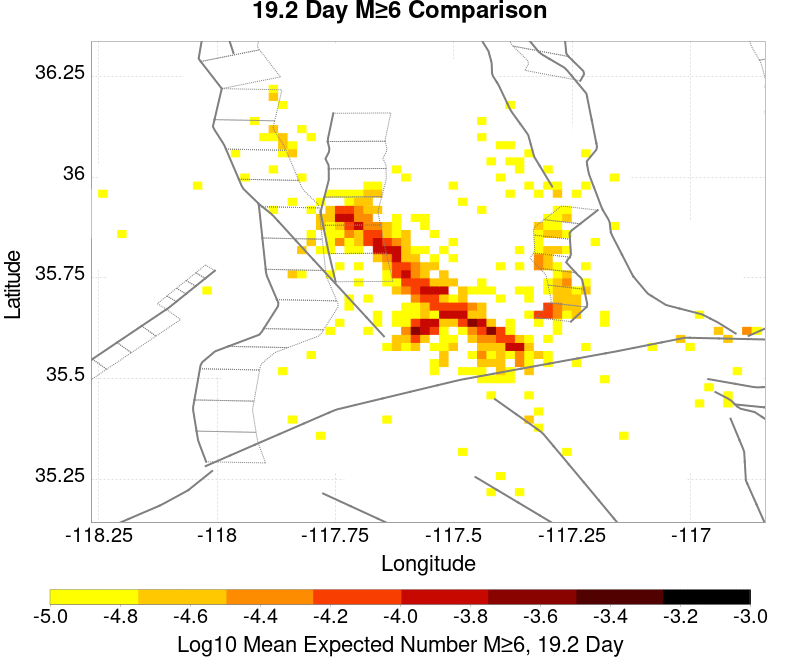 19.2 Day M≥6 Comparison
36.25
36
35.75
35.5
35.25
Latitude
-118.25 -118 -117.75 -117.5 -117.25 -117
Longitude
-5.0 -4.8 -4.6 -4.4 -4.2 -4.0 -3.8 -3.6 -3.4 -3.2 -3.0
Log10 Mean Expected Number M≥6, 19.2 Day